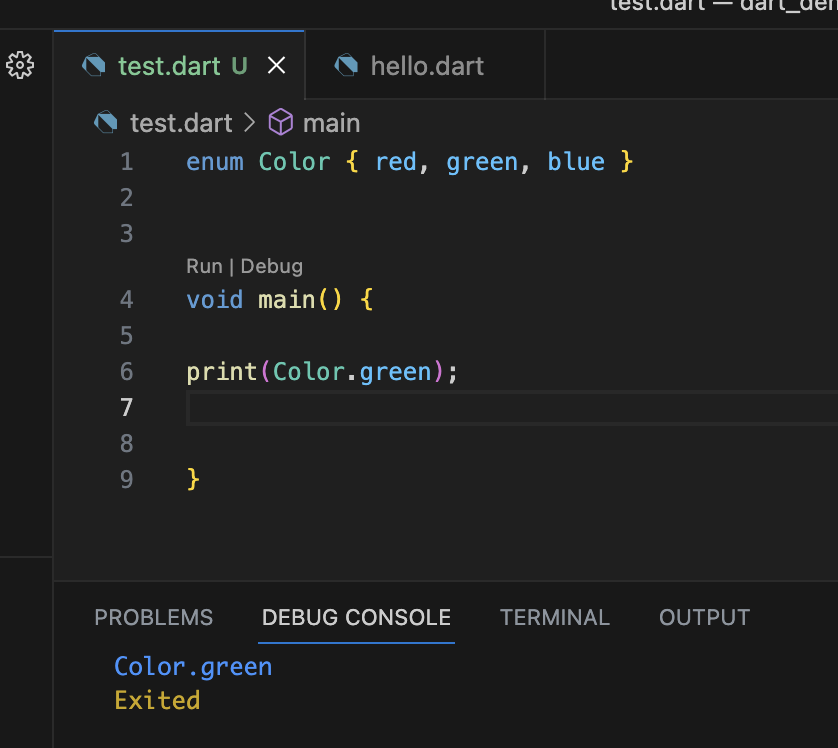 test.dart — dart_den
test.dart U
hello.dart
test.dart > main
1 enum Color { red, green, blue }
2
3
Run | Debug
4 void main() {
5
6 print(Color.green);
7
8
9 }
PROBLEMS DEBUG CONSOLE TERMINAL OUTPUT
Color.green
Exited